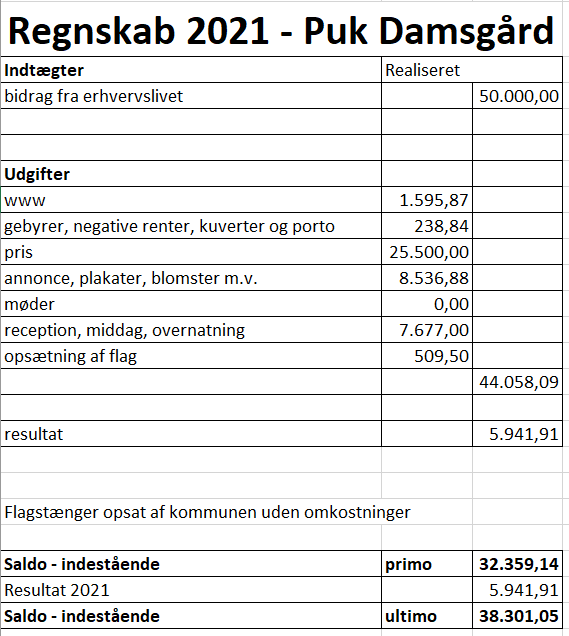 Regnskab 2021 - Puk Damsgård
Indtægter Realiseret
bidrag fra erhvervslivet 50.000,00
Udgifter
www 1.595,87
gebyrer, negative renter, kuverter og porto 238,84
pris 25.500,00
annonce, plakater, blomster m.v. 8.536,88
møder 0,00
reception, middag, overnatning 7.677,00
opsætning af flag 509,50
44.058,09
resultat 5.941,91
Flagstænger opsat af kommunen uden omkostninger
Saldo - indestående primo 32.359,14
Resultat 2021 5.941,91
Saldo - indestående ultimo 38.301,05